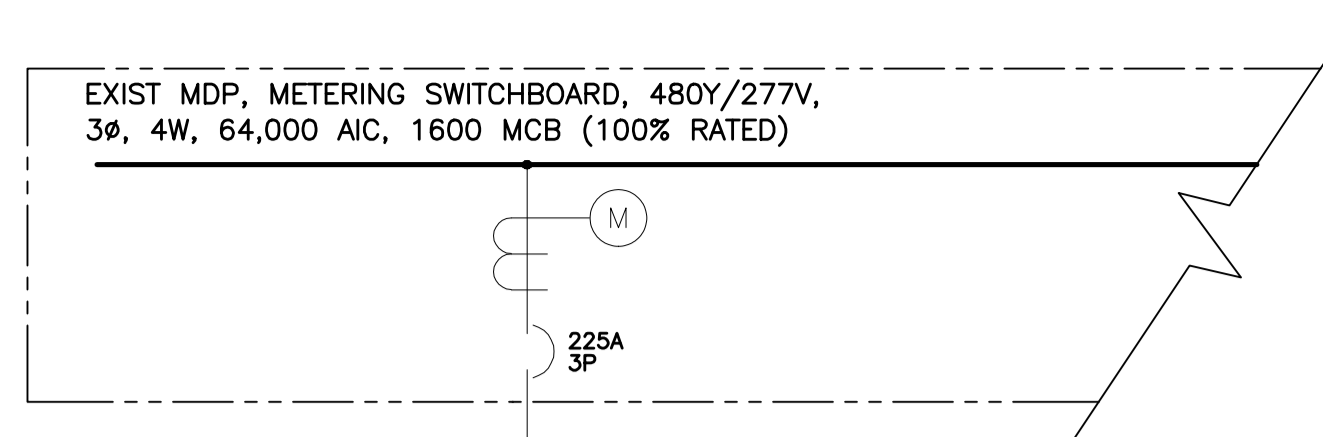 EXIST MDP, METERING SWITCHBOARD, 480Y/277V,
3ø, 4W, 64,000 AIC, 1600 MCB (100% RATED)
M
225A
3P